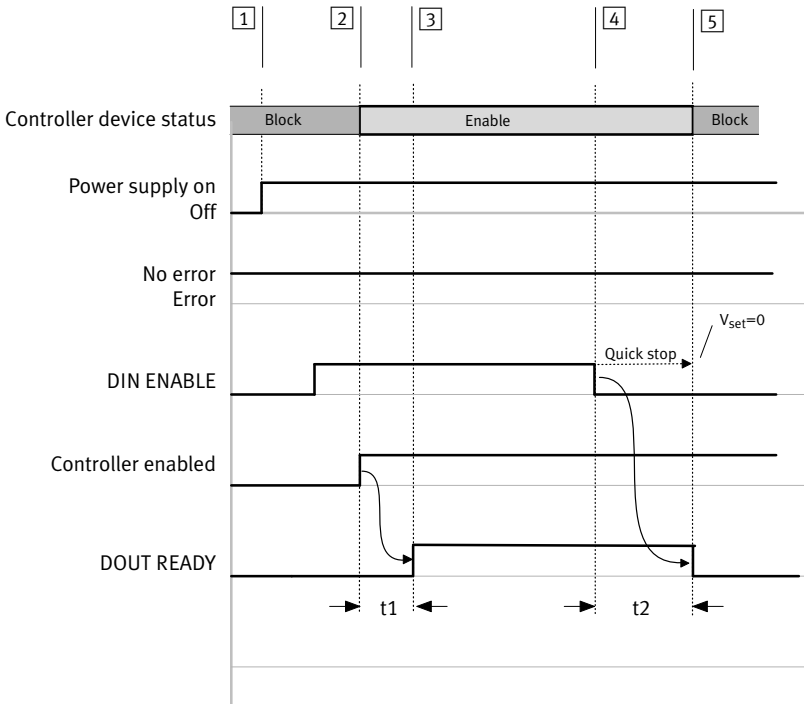 1 2 3 4 5
Controller device status Block Enable Block
Power supply on
Off
No error
Error
Vset=0
Quick stop
DIN ENABLE
Controller enabled
DOUT READY
t1 t2